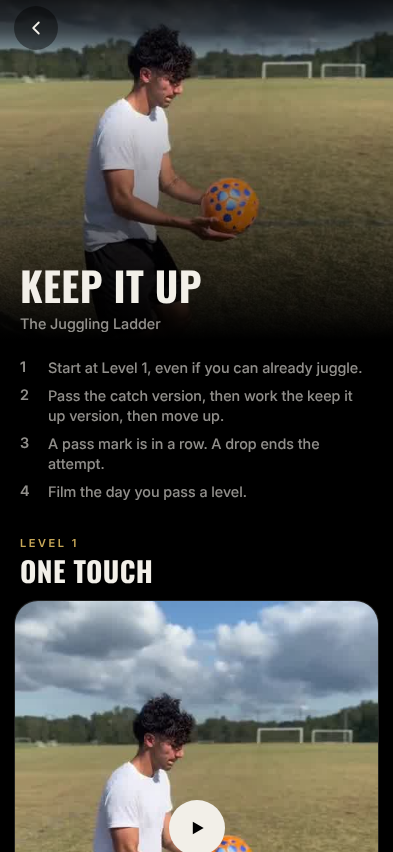 KEEP IT UP
The Juggling Ladder
1 Start at Level 1, even if you can already juggle.
2 Pass the catch version, then work the keep it
up version, then move up.
3 A pass mark is in a row. A drop ends the
attempt.
4 Film the day you pass a level.
LEVEL 1
ONE TOUCH